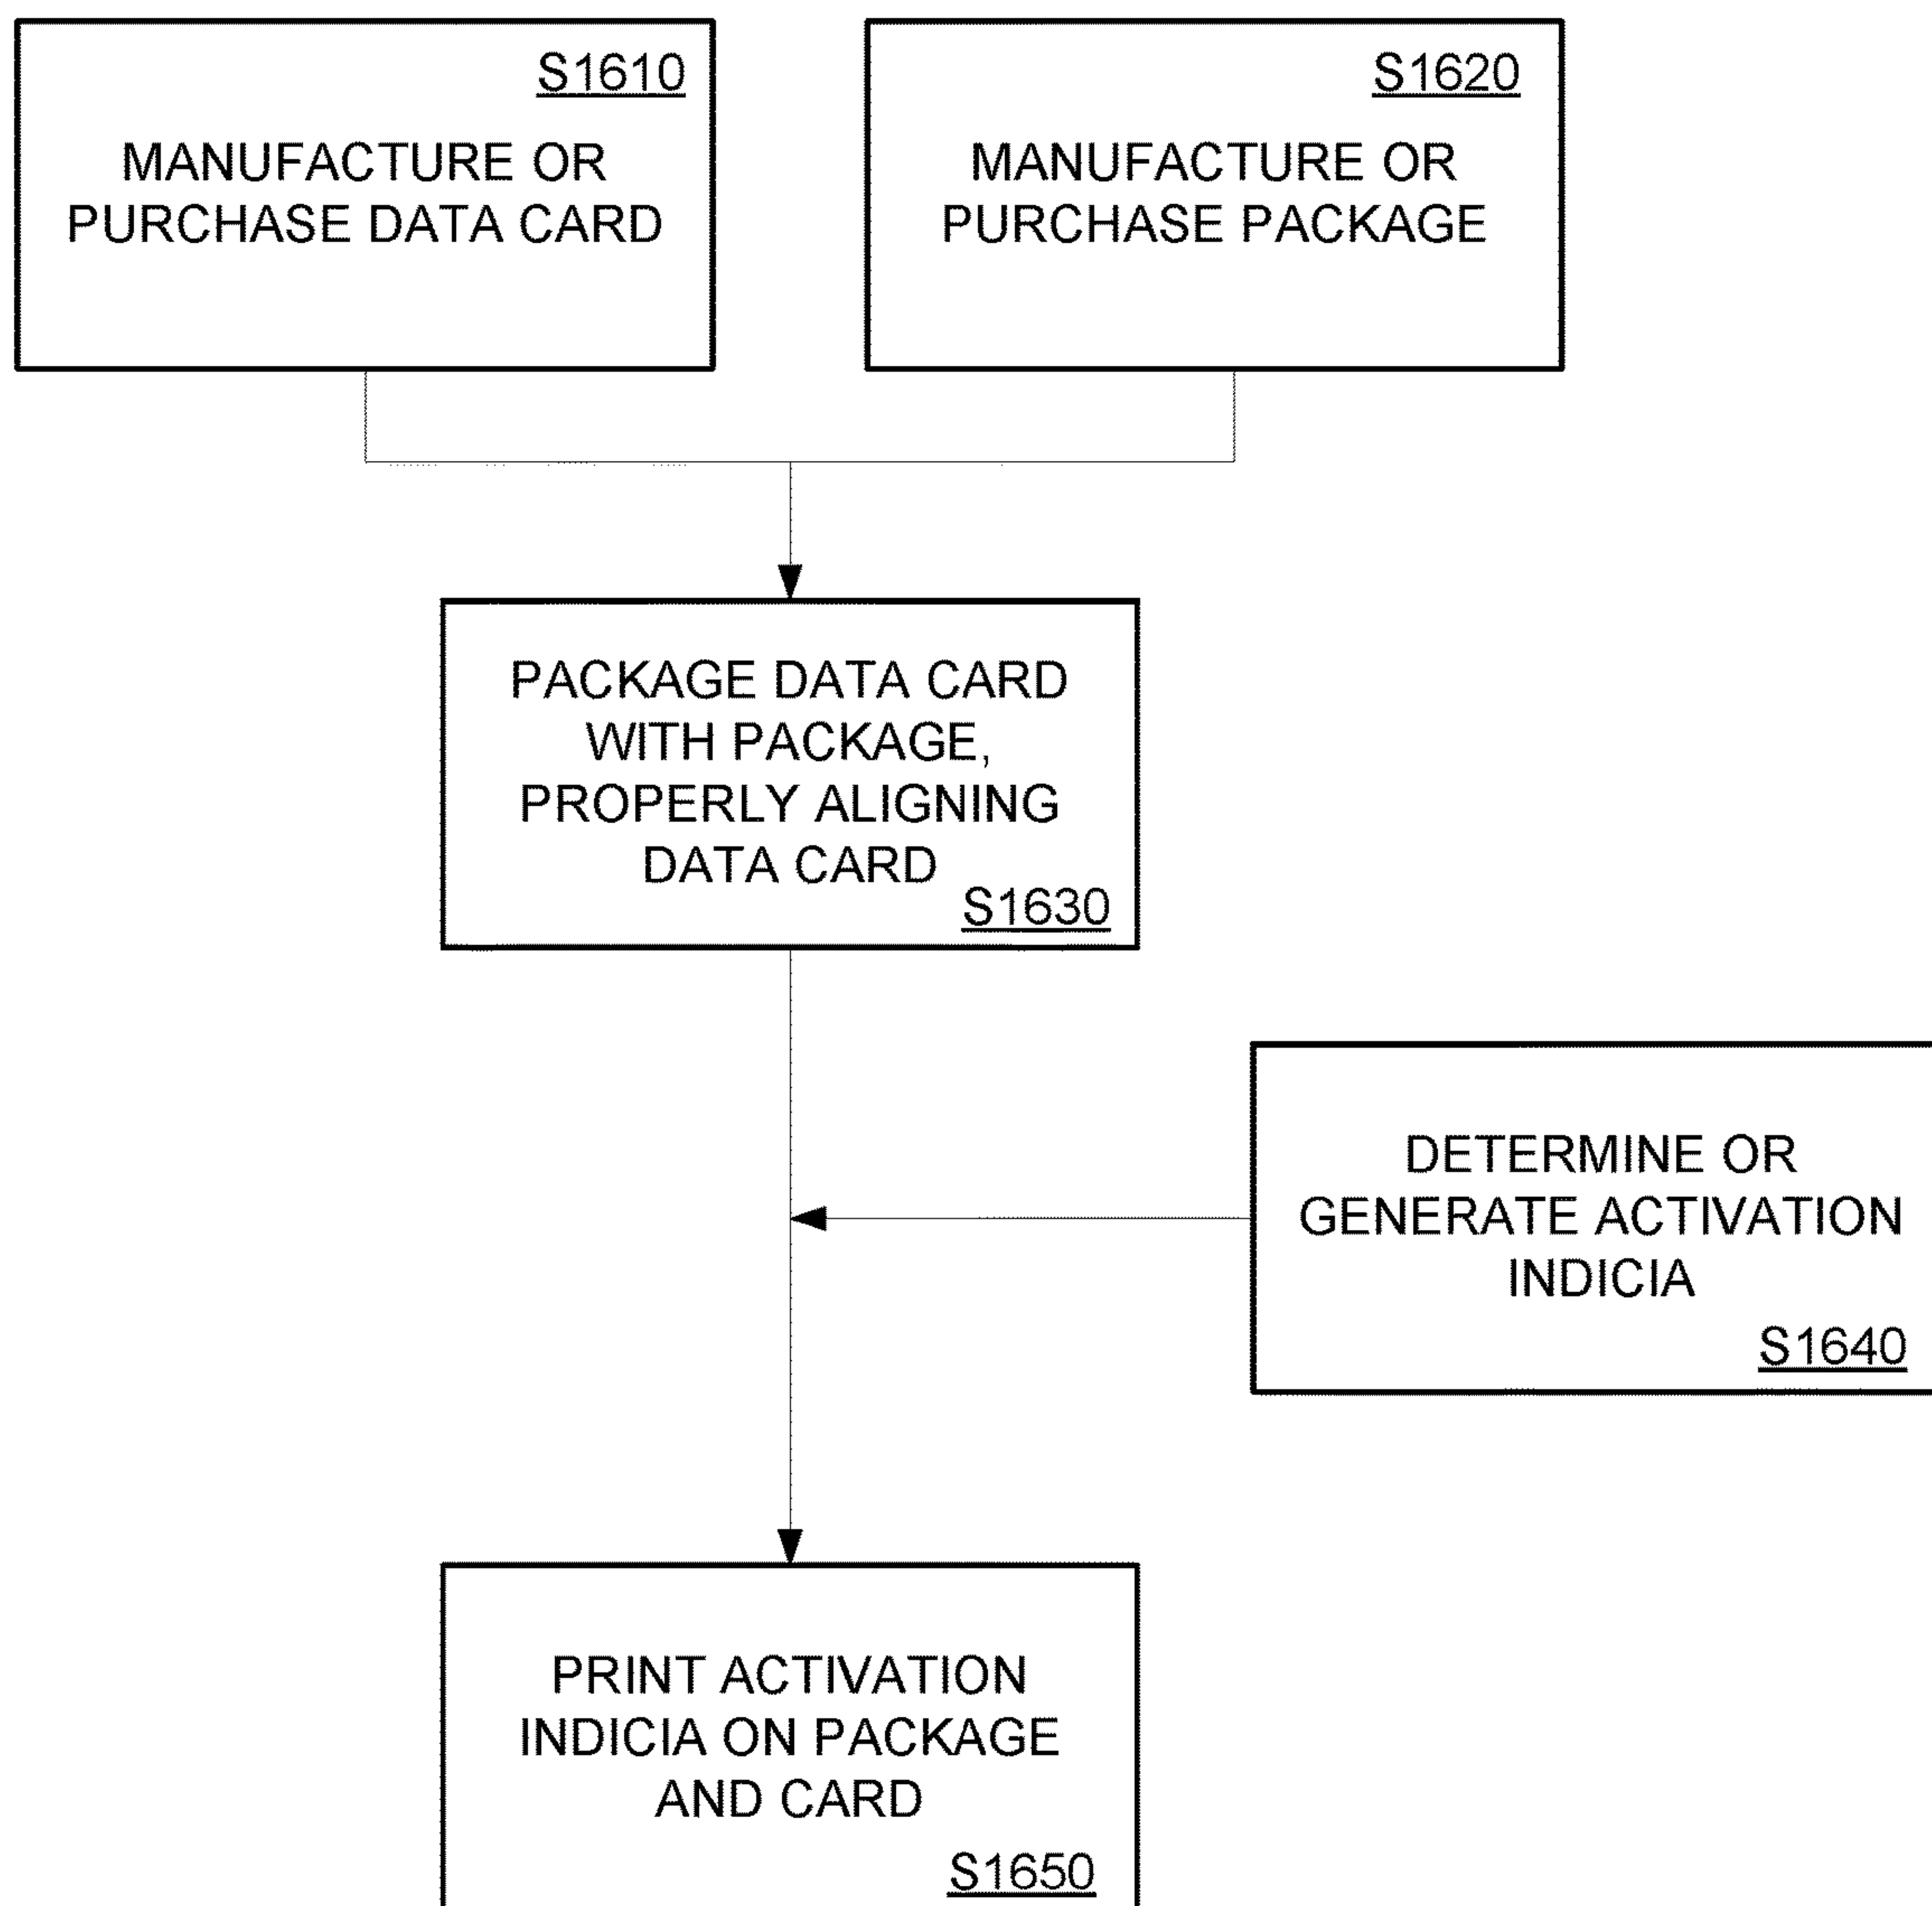 S1610
MANUFACTURE OR
PURCHASE DATA CARD
S1620
MANUFACTURE OR
PURCHASE PACKAGE
PACKAGE DATA CARD
WITH PACKAGE,
PROPERLY ALIGNING
DATA CARD
S1630
DETERMINE OR
GENERATE ACTIVATION
INDICIA
S1640
PRINT ACTIVATION
INDICIA ON PACKAGE
AND CARD
S1650